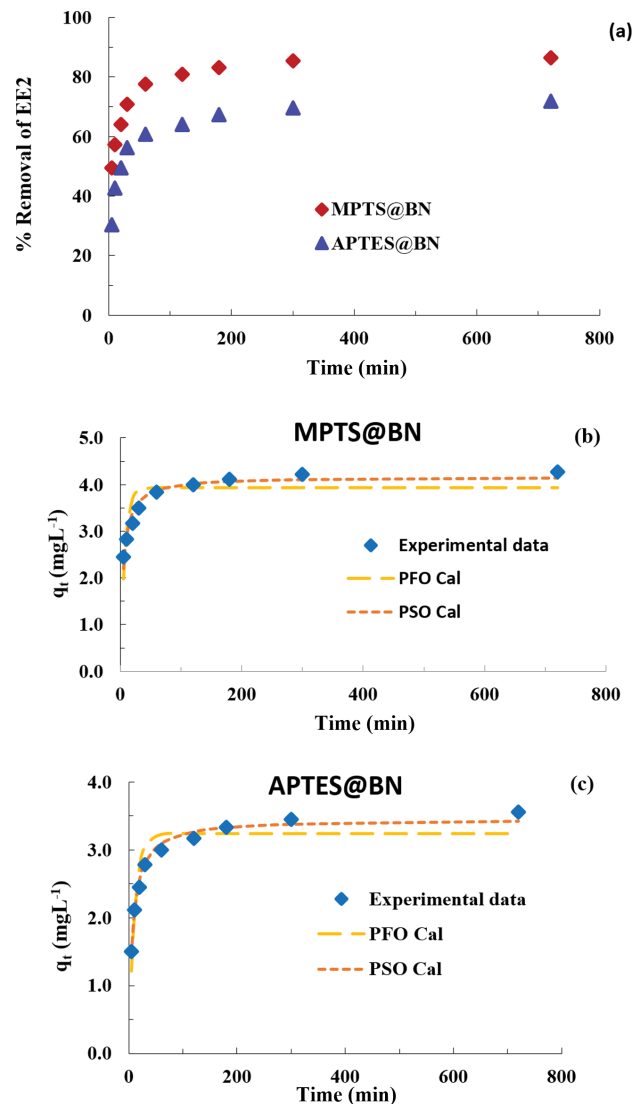 (a)
% Removal of EE2
100
80
60
40
20
0
MPTS@BN
APTES@BN
0 200 400 600 800
Time (min)
MPTS@BN (b)
qt (mgL-1)
5.0
4.0
3.0
2.0
1.0
0.0
Experimental data
PFO Cal
PSO Cal
0 200 400 600 800
Time (min)
APTES@BN (c)
qt (mgL-1)
4.0
3.0
2.0
1.0
0.0
Experimental data
PFO Cal
PSO Cal
0 200 400 600 800
Time (min)